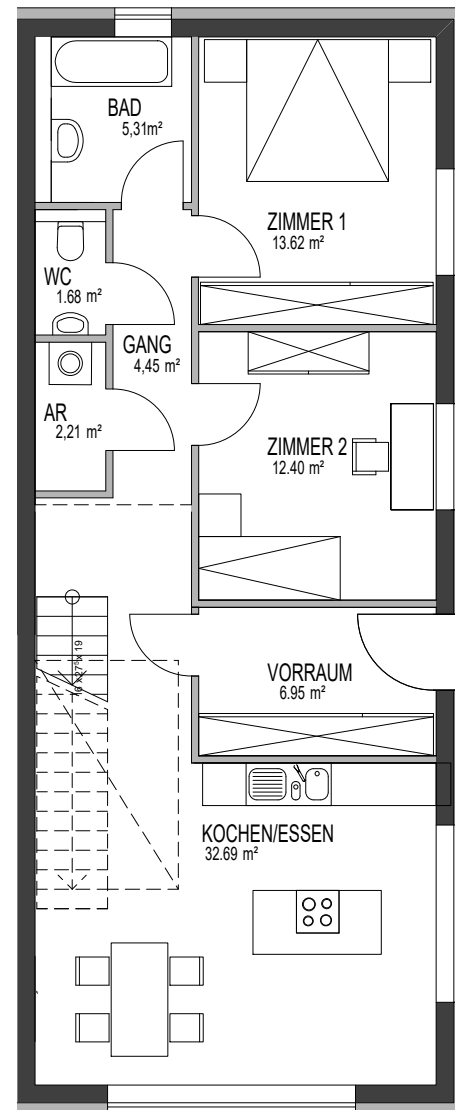 BAD
5,31m²
ZIMMER 1
13.62 m²
WC
1.68 m²
GANG
4,45 m²
AR
2,21 m²
ZIMMER 2
12.40 m²
VORRAUM
6.95 m²
KOCHEN/ESSEN
32.69 m²